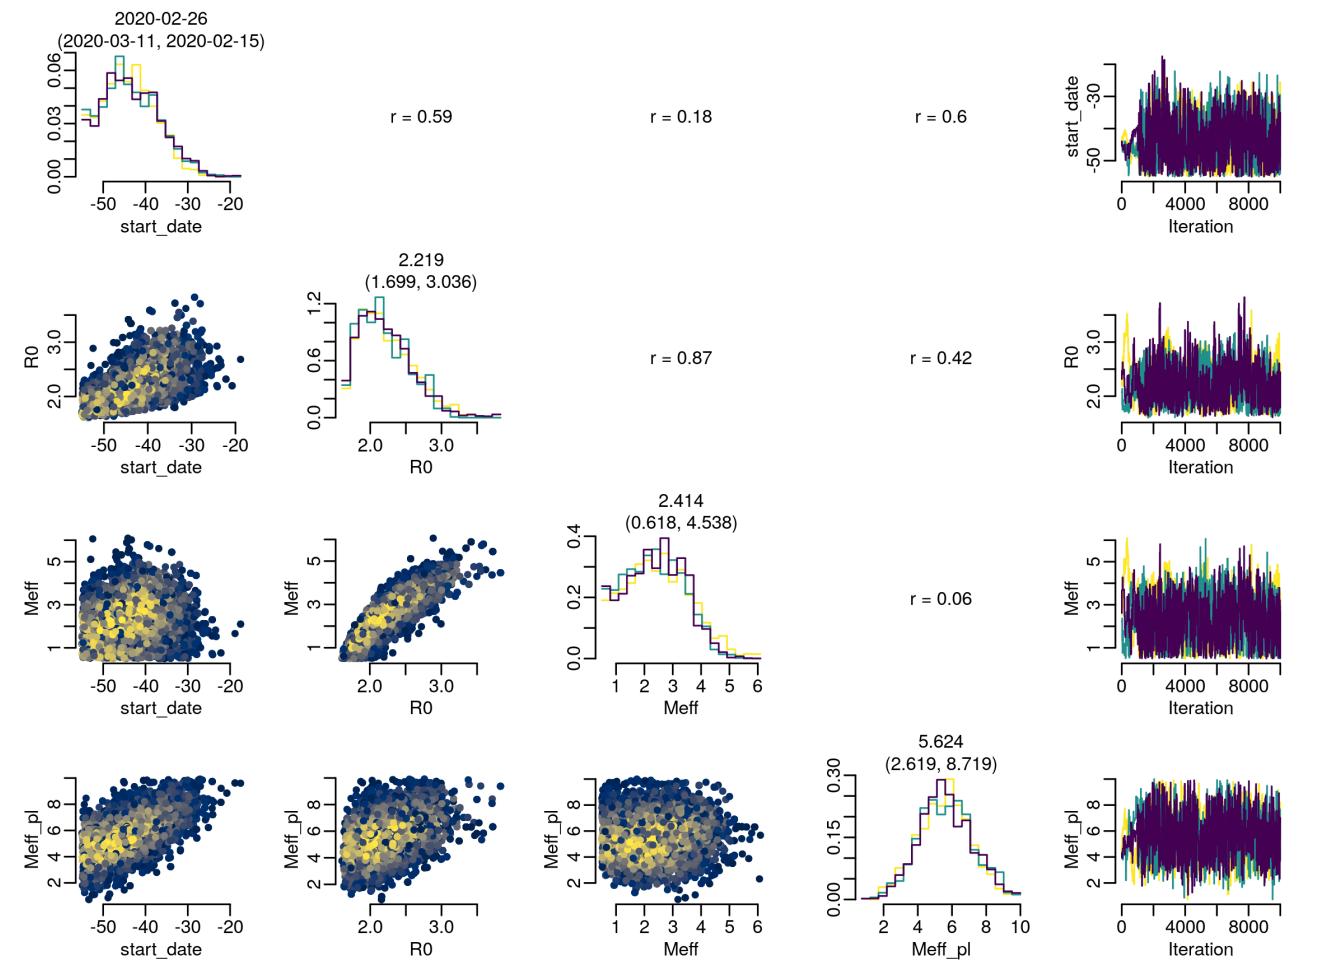 2020-02-26
(2020-03-11, 2020-02-15)
0.00 0.03 0.06
-50 -40 -30 -20
start_date
r = 0.59
r = 0.18
r = 0.6
start_date
-50 -30
0 4000 8000
Iteration
R0
2.0 3.0
-50 -40 -30 -20
start_date
2.219
(1.699, 3.036)
0.0 0.6 1.2
2.0 3.0
R0
r = 0.87
r = 0.42
R0
2.0 3.0
0 4000 8000
Iteration
Meff
1 3 5
-50 -40 -30 -20
start_date
Meff
1 3 5
2.0 3.0
R0
2.414
(0.618, 4.538)
0.0 0.2 0.4
1 2 3 4 5 6
Meff
r = 0.06
Meff
1 3 5
0 4000 8000
Iteration
Meff_pl
2 4 6 8
-50 -40 -30 -20
start_date
Meff_pl
2 4 6 8
2.0 3.0
R0
Meff_pl
2 4 6 8
1 2 3 4 5 6
Meff
5.624
(2.619, 8.719)
0.00 0.15 0.30
2 4 6 8 10
Meff_pl
Meff_pl
2 4 6 8
0 4000 8000
Iteration